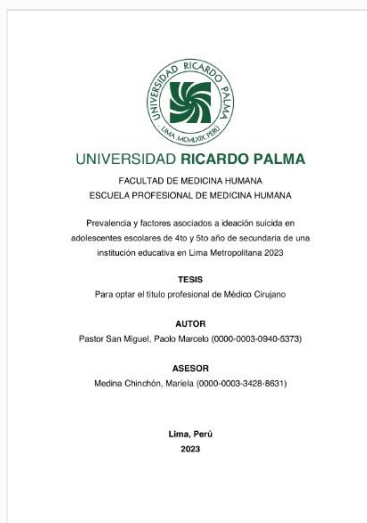 UNIVERSIDAD RICARDO PALMA
LIMA, MCMLXIX, PERÚ
UNIVERSIDAD RICARDO PALMA
FACULTAD DE MEDICINA HUMANA
ESCUELA PROFESIONAL DE MEDICINA HUMANA
Prevalencia y factores asociados a ideación suicida en
adolescentes escolares de 4to y 5to año de secundaria de una
institución educativa en Lima Metropolitana 2023
TESIS
Para optar el título profesional de Médico Cirujano
AUTOR
Pastor San Miguel, Paolo Marcelo (0000-0003-0940-5373)
ASESOR
Medina Chinchón, Mariela (0000-0003-3428-8631)
Lima, Perú
2023